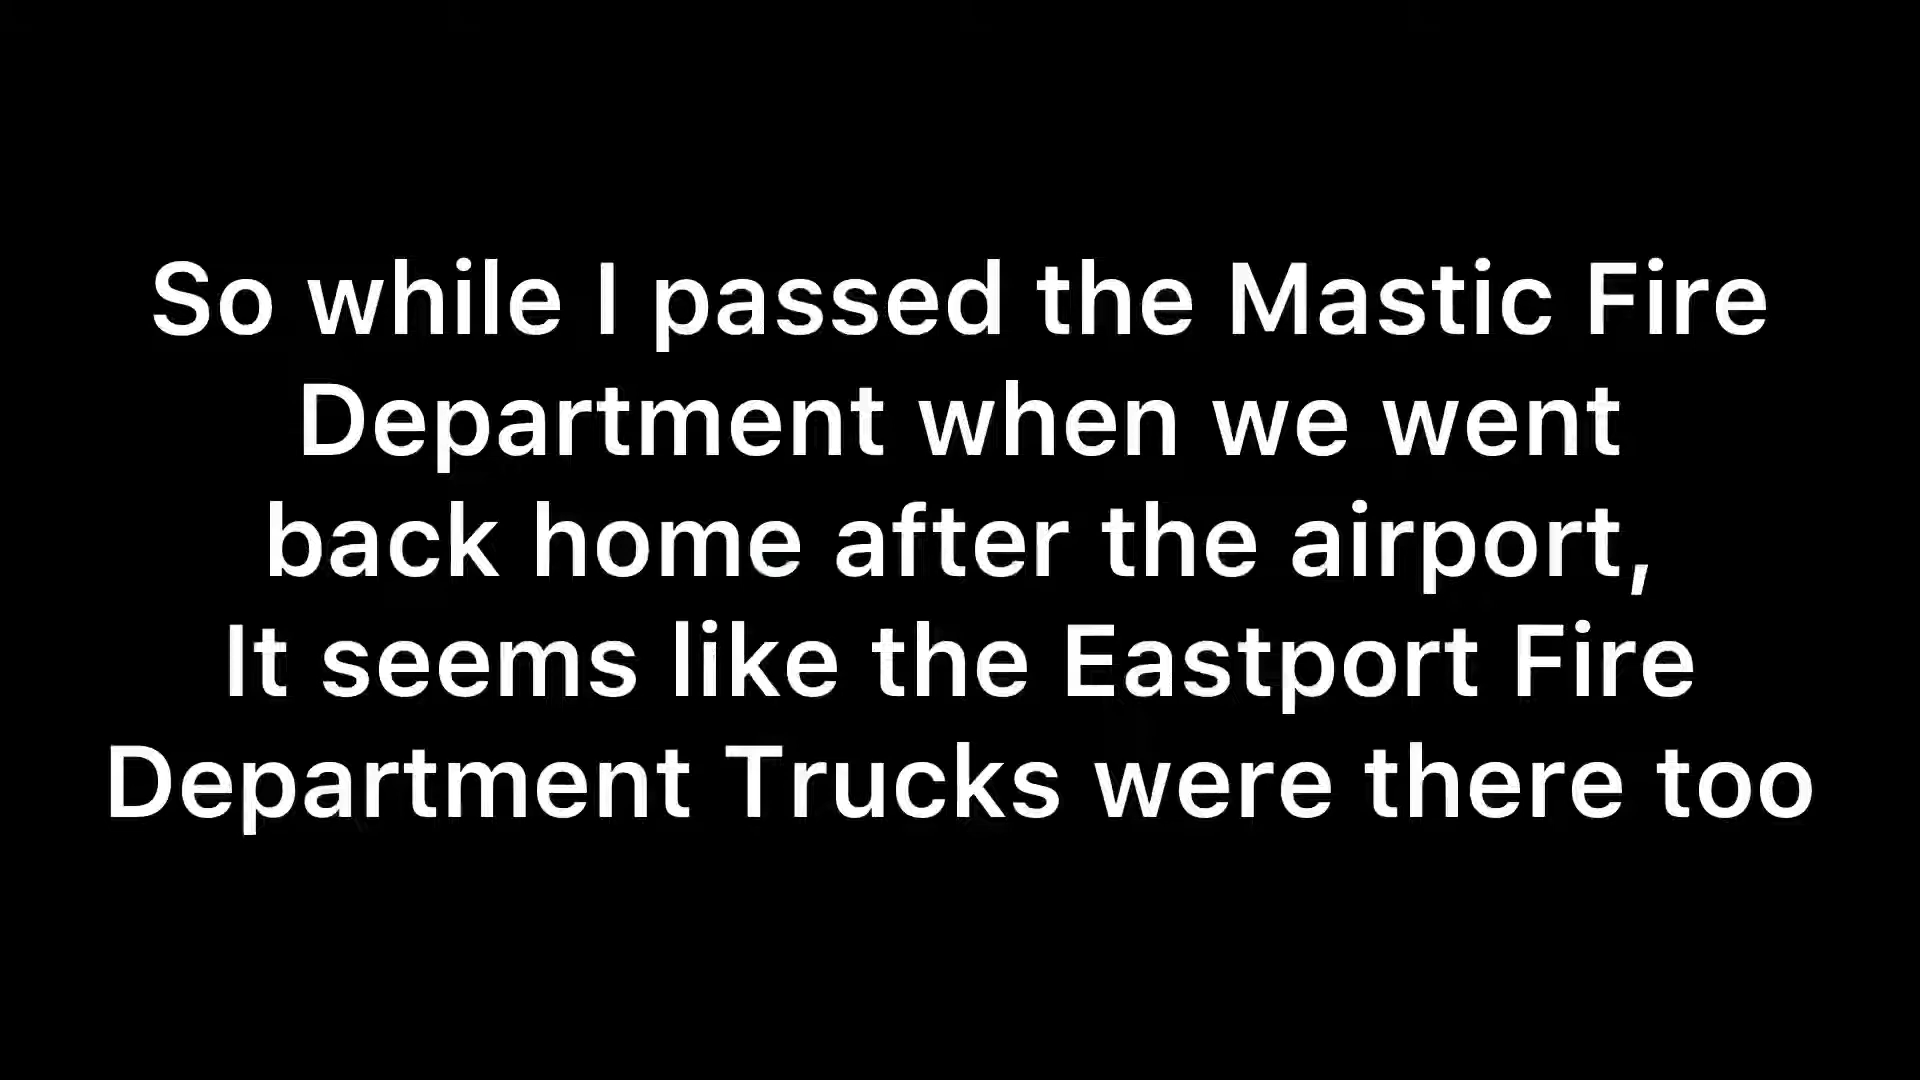 So while I passed the Mastic Fire
Department when we went
back home after the airport,
It seems like the Eastport Fire
Department Trucks were there too